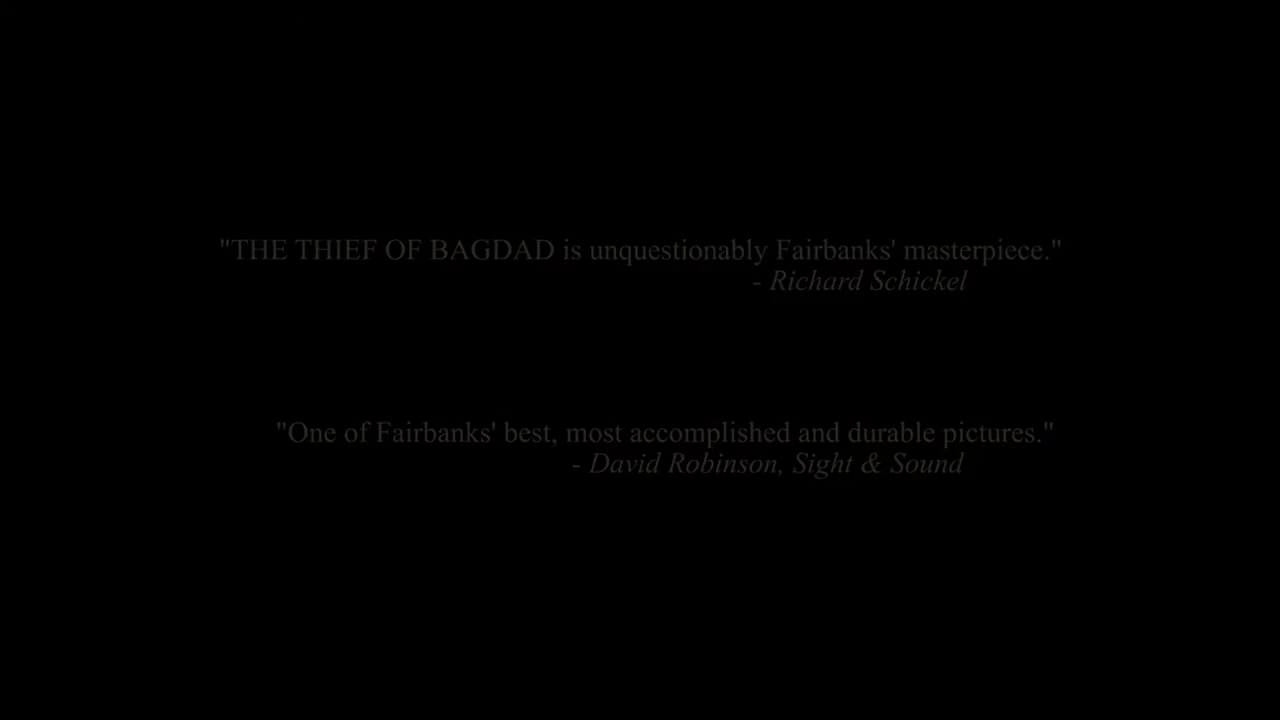 "THE THIEF OF BAGDAD is unquestionably Fairbanks' masterpiece."
- Richard Schickel
"One of Fairbanks' best, most accomplished and durable pictures."
- David Robinson, Sight & Sound